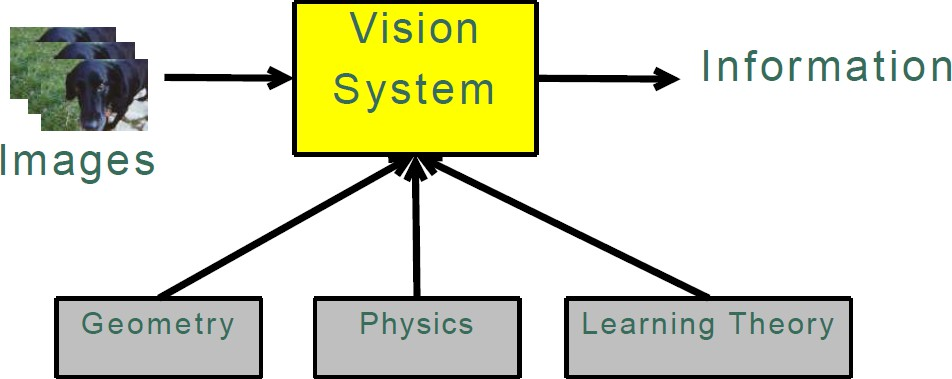 Vision
System
Information
Images
Geometry
Physics
Learning Theory